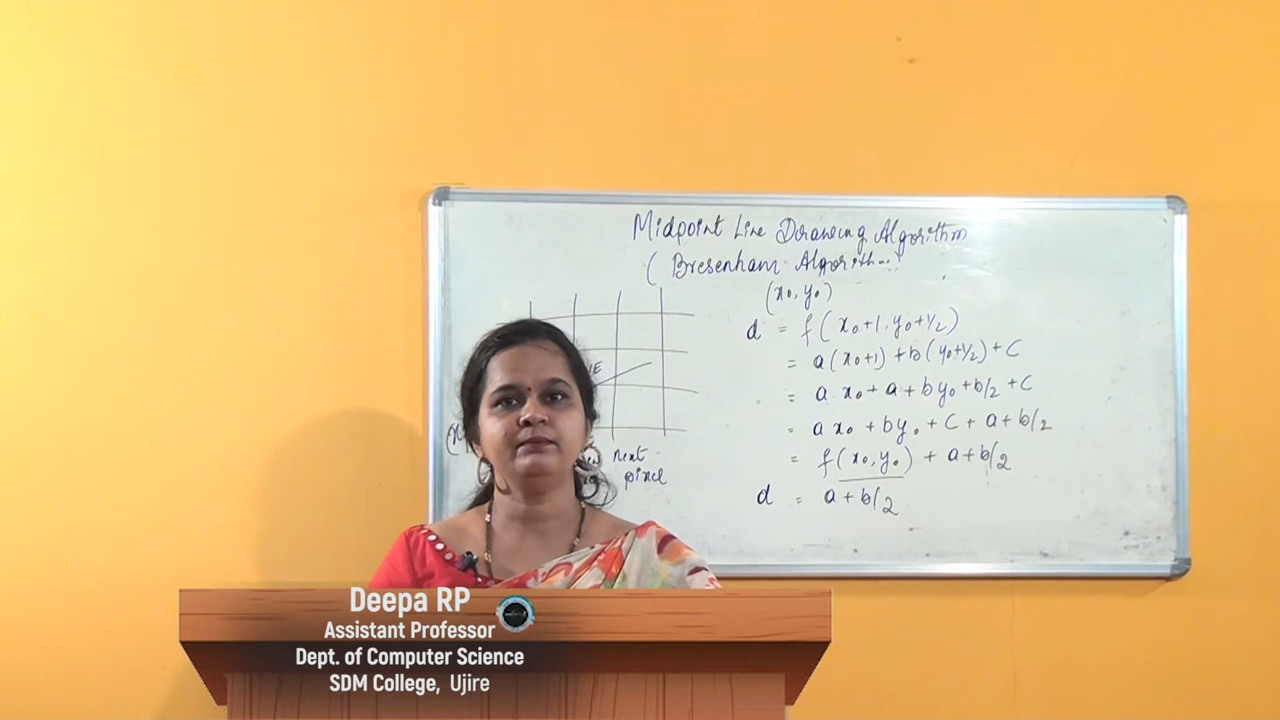 Midpoint Line Drawing Algorithm
( Bresenham Algorithm)
(x₀, y₀)
d = f( x₀+1, y₀+1/2)
= a(x₀+1) + b(y₀+1/2) + C
= a x₀ + a + b y₀ + b/2 + C
= a x₀ + b y₀ + C + a + b/2
= f(x₀, y₀) + a + b/2
d = a + b/2
next
pixel
Deepa RP
Assistant Professor
Dept. of Computer Science
SDM College, Ujire